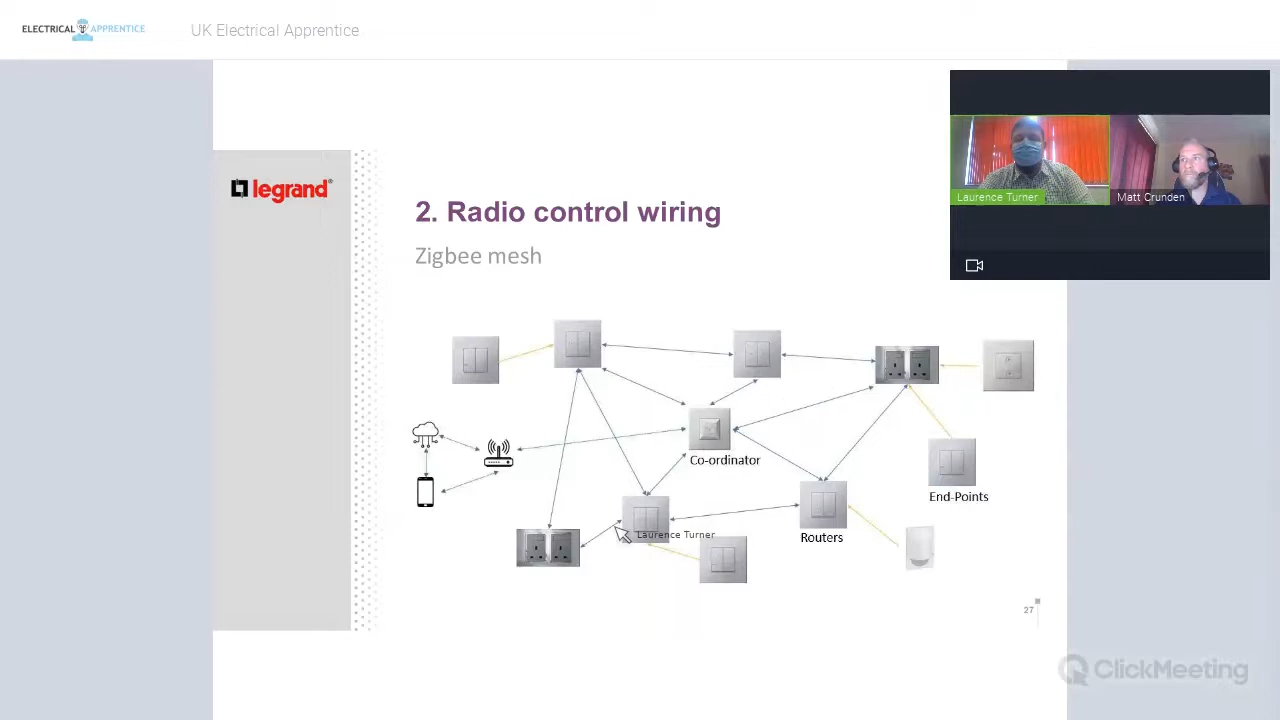 ELECTRICAL APPRENTICE
UK Electrical Apprentice
legrand
2. Radio control wiring
Zigbee mesh
Laurence Turner
Matt Crunden
Co-ordinator
End-Points
Laurence Turner
Routers
27
ClickMeeting